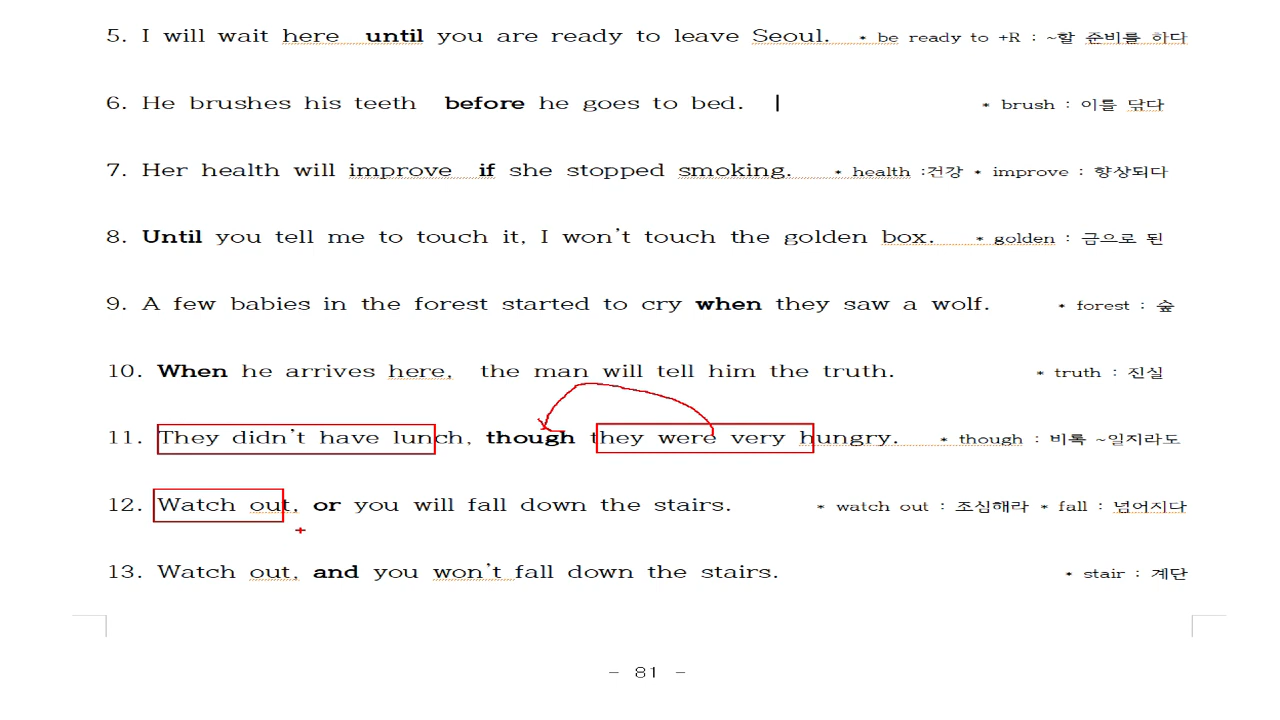 5. I will wait here until you are ready to leave Seoul. * be ready to +R : ~할 준비를 하다
6. He brushes his teeth before he goes to bed. * brush : 이를 닦다
7. Her health will improve if she stopped smoking. * health :건강 * improve : 향상되다
8. Until you tell me to touch it, I won't touch the golden box. * golden : 금으로 된
9. A few babies in the forest started to cry when they saw a wolf. * forest : 숲
10. When he arrives here, the man will tell him the truth. * truth : 진실
11. They didn't have lunch, though they were very hungry. * though : 비록 ~일지라도
12. Watch out, or you will fall down the stairs. * watch out : 조심해라 * fall : 넘어지다
13. Watch out, and you won't fall down the stairs. * stair : 계단
- 81 -